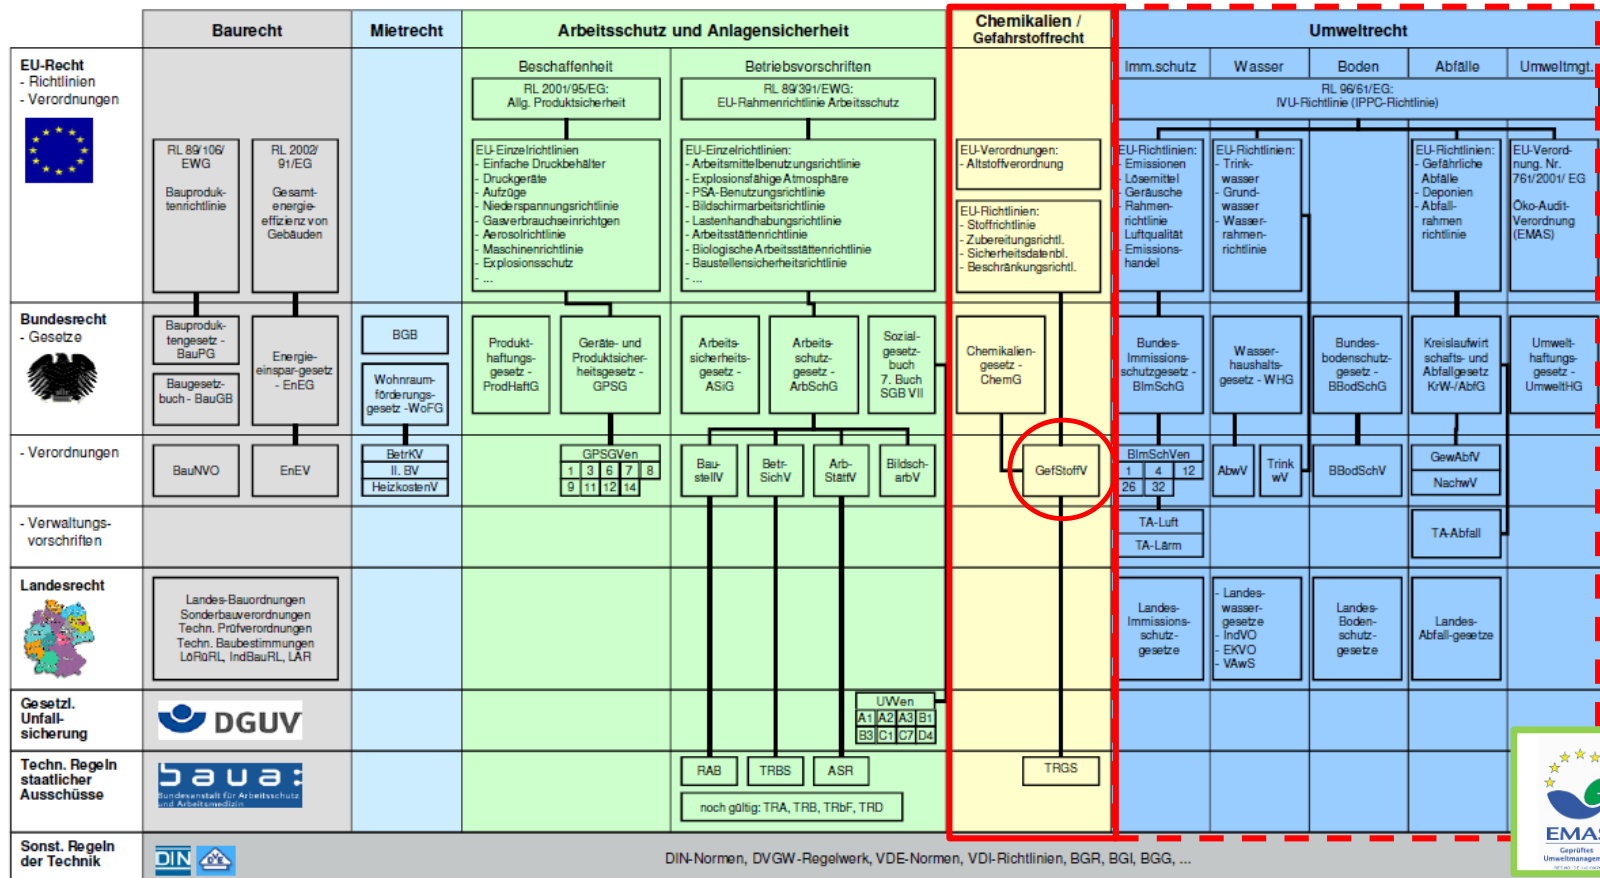 Baurecht
Mietrecht
Arbeitsschutz und Anlagensicherheit
Chemikalien /
Gefahrstoffrecht
Umweltrecht
EU-Recht
- Richtlinien
- Verordnungen
Beschaffenheit
Betriebsvorschriften
Imm.schutz
Wasser
Boden
Abfälle
Umweltmgt.
RL 2001/95/EG:
Allg. Produktsicherheit
RL 89/391/EWG:
EU-Rahmenrichtlinie Arbeitsschutz
RL 96/61/EG:
IVU-Richtlinie (IPPC-Richtlinie)
RL 89/106/
EWG
Bauproduk-
tenrichtlinie
RL 2002/
91/EG
Gesamt-
energie-
effizienz von
Gebäuden
EU-Einzelrichtlinien
- Einfache Druckbehälter
- Druckgeräte
- Aufzüge
- Niederspannungsrichtlinie
- Gasverbrauchseinrichtgen
- Aerosolrichtlinie
- Maschinenrichtlinie
- Explosionsschutz
- ...
EU-Einzelrichtlinien:
- Arbeitsmittelbenutzungsrichtlinie
- Explosionsfähige Atmosphäre
- PSA-Benutzungsrichtlinie
- Bildschirmarbeitsrichtlinie
- Lastenhandhabungsrichtlinie
- Arbeitsstättenrichtlinie
- Biologische Arbeitsstättenrichtlinie
- Baustellensicherheitsrichtlinie
- ...
EU-Verordnungen:
- Altstoffverordnung
EU-Richtlinien:
- Stoffrichtlinie
- Zubereitungsrichtl.
- Sicherheitsdatenbl.
- Beschränkungsrichtl.
EU-Richtlinien:
- Emissionen
- Lösemittel
- Geräusche
- Rahmen-
richtlinie
Luftqualität
- Emissions-
handel
EU-Richtlinien:
- Trink-
wasser
- Grund-
wasser
- Wasser-
rahmen-
richtlinie
EU-Richtlinien:
- Gefährliche
Abfälle
- Deponien
- Abfall-
rahmen
richtlinie
EU-Verord-
nung. Nr.
761/2001/ EG
Öko-Audit-
Verordnung
(EMAS)
Bundesrecht
- Gesetze
Bauproduk-
tengesetz -
BauPG
Baugesetz-
buch - BauGB
Energie-
einspar-gesetz
- EnEG
BGB
Wohnraum-
förderungs-
gesetz -WoFG
Produkt-
haftungs-
gesetz -
ProdHaftG
Geräte- und
Produktsicher-
heitsgesetz -
GPSG
Arbeits-
sicherheits-
gesetz - ASiG
Arbeits-
schutz-
gesetz -
ArbSchG
Sozial-
gesetz-
buch
7. Buch
SGB VII
Chemikalien-
gesetz -
ChemG
Bundes-
Immissions-
schutzgesetz -
BImSchG
Wasser-
haushalts-
gesetz - WHG
Bundes-
bodenschutz-
gesetz -
BBodSchG
Kreislaufwirt
schafts- und
Abfallgesetz
KrW-/AbfG
Umwelt-
haftungs-
gesetz -
UmweltHG
- Verordnungen
BauNVO
EnEV
BetrKV
II. BV
HeizkostenV
GPSGVen
1 3 6 7 8
9 11 12 14
Bau-
stellV
Betr-
SichV
Arb-
StättV
Bildsch-
arbV
GefStoffV
BImSchVen
1 4 12
26 32
AbwV
Trink
wV
BBodSchV
GewAbfV
NachwV
- Verwaltungs-
vorschriften
TA-Luft
TA-Lärm
TA-Abfall
Landesrecht
Landes-Bauordnungen
Sonderbauverordnungen
Techn. Prüfverordnungen
Techn. Baubestimmungen
LöRüRL, IndBauRL, LAR
Landes-
Immissions-
schutz-
gesetze
- Landes-
wasser-
gesetze
- IndVO
- EKVO
- VAwS
Landes-
Boden-
schutz-
gesetze
Landes-
Abfall-gesetze
Gesetzl.
Unfall-
sicherung
DGUV
UVVen
A1 A2 A3 B1
B3 C1 C7 D4
Techn. Regeln
staatlicher
Ausschüsse
baua:
Bundesanstalt für Arbeitsschutz
und Arbeitsmedizin
RAB
TRBS
ASR
TRGS
noch gültig: TRA, TRB, TRbF, TRD
EMAS
Geprüftes
Umweltmanagement
Sonst. Regeln
der Technik
DIN
DIN-Normen, DVGW-Regelwerk, VDE-Normen, VDI-Richtlinien, BGR, BGI, BGG, ...